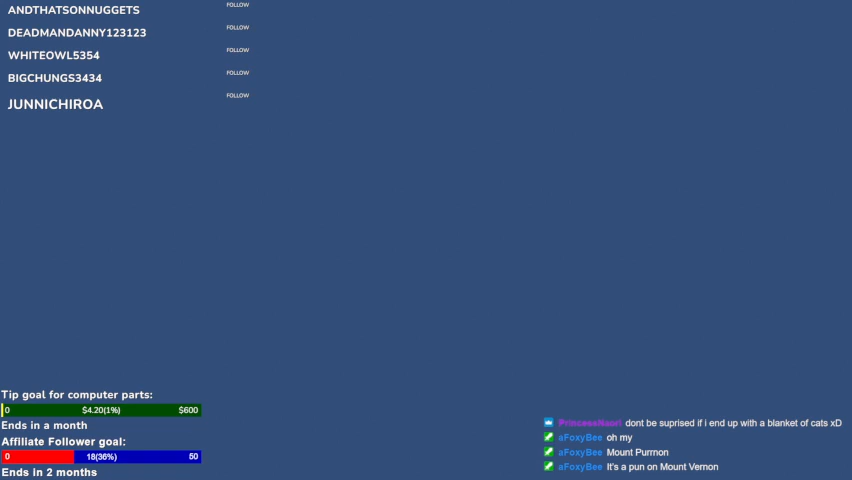 ANDTHATSONNUGGETS FOLLOW
DEADMANDANNY123123 FOLLOW
WHITEOWL5354 FOLLOW
BIGCHUNGS3434 FOLLOW
JUNNICHIROA FOLLOW
Tip goal for computer parts:
0 $4.20(1%) $600
Ends in a month
Affiliate Follower goal:
0 18(36%) 50
Ends in 2 months
dont be suprised if i end up with a blanket of cats xD
aFoxyBee oh my
aFoxyBee Mount Purrnon
aFoxyBee It's a pun on Mount Vernon